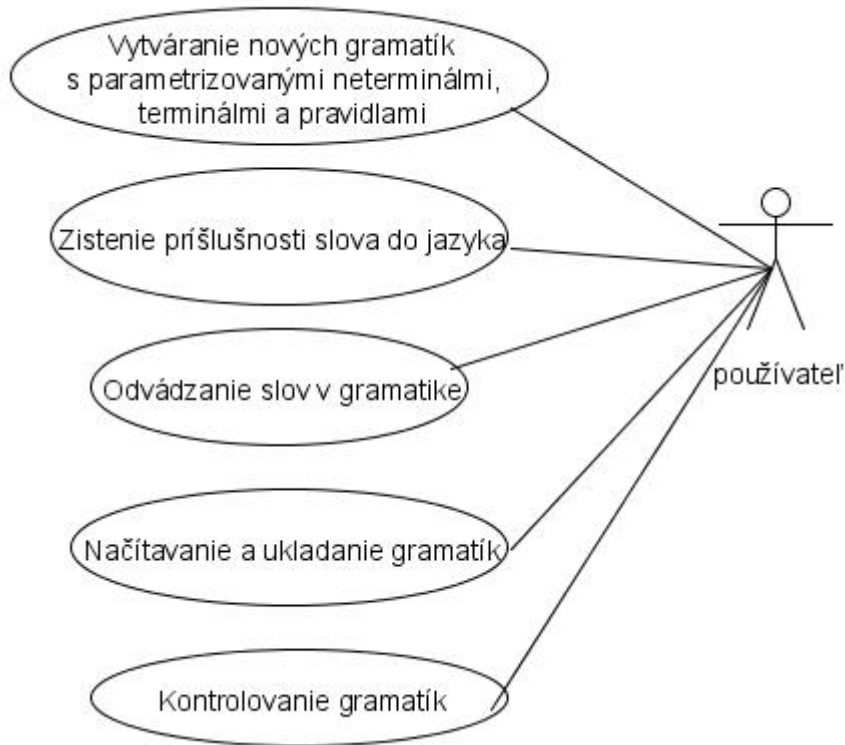 Vytváranie nových gramatík
s parametrizovanými neterminálmi,
terminálmi a pravidlami
Zistenie príšlušnosti slova do jazyka
Odvádzanie slov v gramatike
používateľ
Načítavanie a ukladanie gramatík
Kontrolovanie gramatík